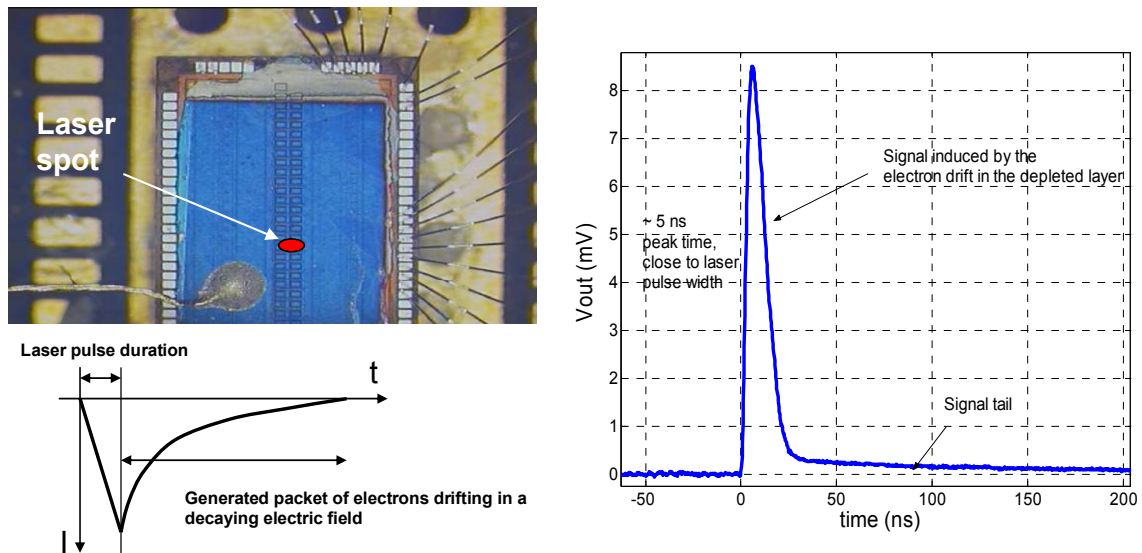 Laser
spot
Laser pulse duration
t
Generated packet of electrons drifting in a
decaying electric field
I
8
7
6
5
4
3
2
1
0
Vout (mV)
~ 5 ns
peak time,
close to laser
pulse width
Signal induced by the
electron drift in the depleted layer
Signal tail
-50
0
50
100
150
200
time (ns)